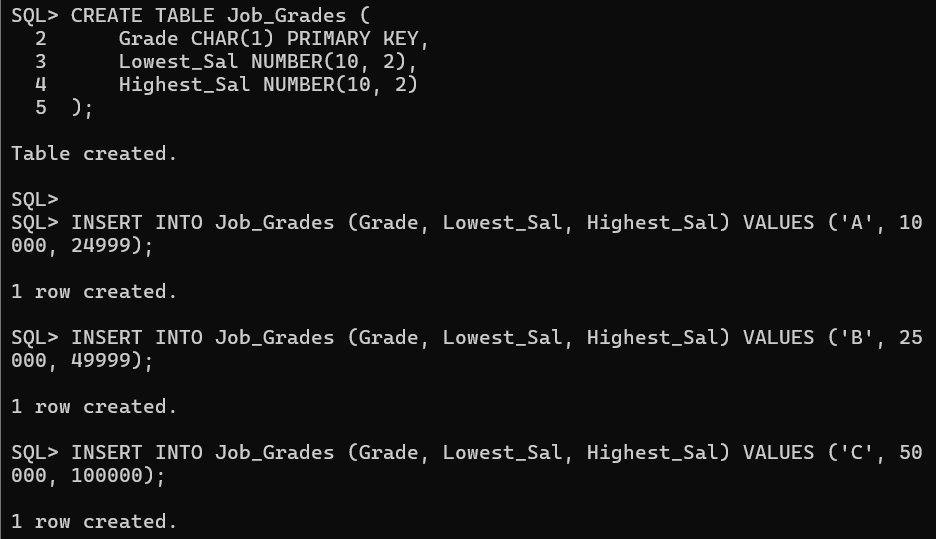 SQL> CREATE TABLE Job_Grades (
  2      Grade CHAR(1) PRIMARY KEY,
  3      Lowest_Sal NUMBER(10, 2),
  4      Highest_Sal NUMBER(10, 2)
  5  );
Table created.
SQL>
SQL> INSERT INTO Job_Grades (Grade, Lowest_Sal, Highest_Sal) VALUES ('A', 10
000, 24999);
1 row created.
SQL> INSERT INTO Job_Grades (Grade, Lowest_Sal, Highest_Sal) VALUES ('B', 25
000, 49999);
1 row created.
SQL> INSERT INTO Job_Grades (Grade, Lowest_Sal, Highest_Sal) VALUES ('C', 50
000, 100000);
1 row created.